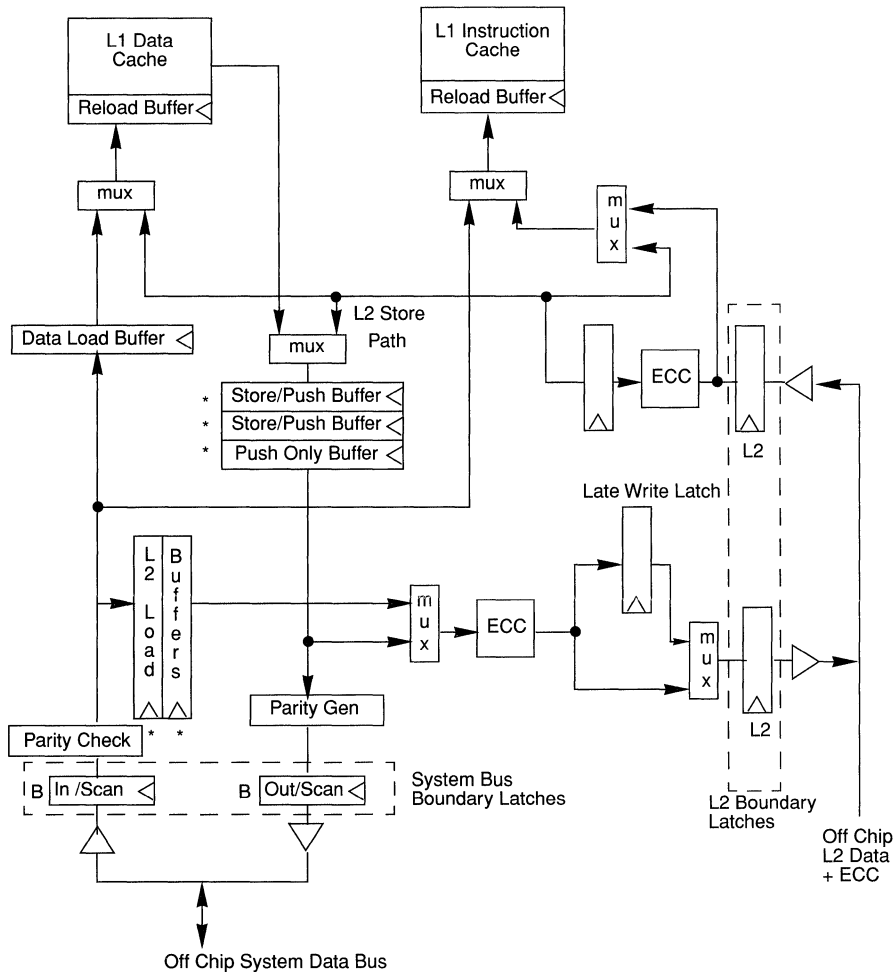 L1 Data
Cache
Reload Buffer
L1 Instruction
Cache
Reload Buffer
mux
mux
mux
L2 Store
Path
Data Load Buffer
mux
* Store/Push Buffer
* Store/Push Buffer
* Push Only Buffer
ECC
L2
Late Write Latch
L2 Load
Buffers
* *
mux
ECC
mux
L2
Parity Gen
Parity Check
B In /Scan
B Out/Scan
System Bus
Boundary Latches
L2 Boundary
Latches
Off Chip
L2 Data
+ ECC
Off Chip System Data Bus